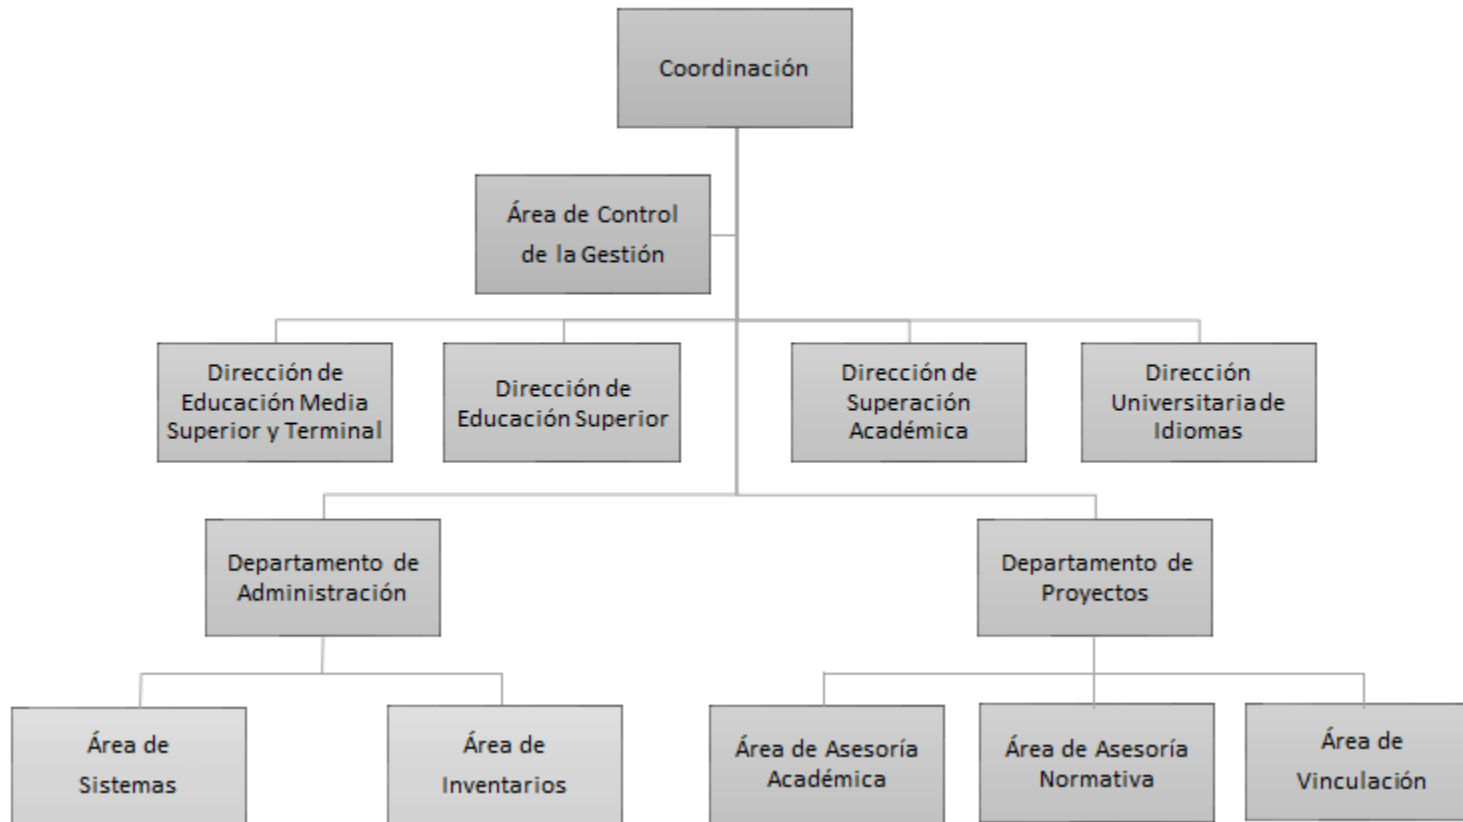 Coordinación
Área de Control
de la Gestión
Dirección de
Educación Media
Superior y Terminal
Dirección de
Educación Superior
Dirección de
Superación
Académica
Dirección
Universitaria de
Idiomas
Departamento de
Administración
Departamento de
Proyectos
Área de
Sistemas
Área de
Inventarios
Área de Asesoría
Académica
Área de Asesoría
Normativa
Área de
Vinculación